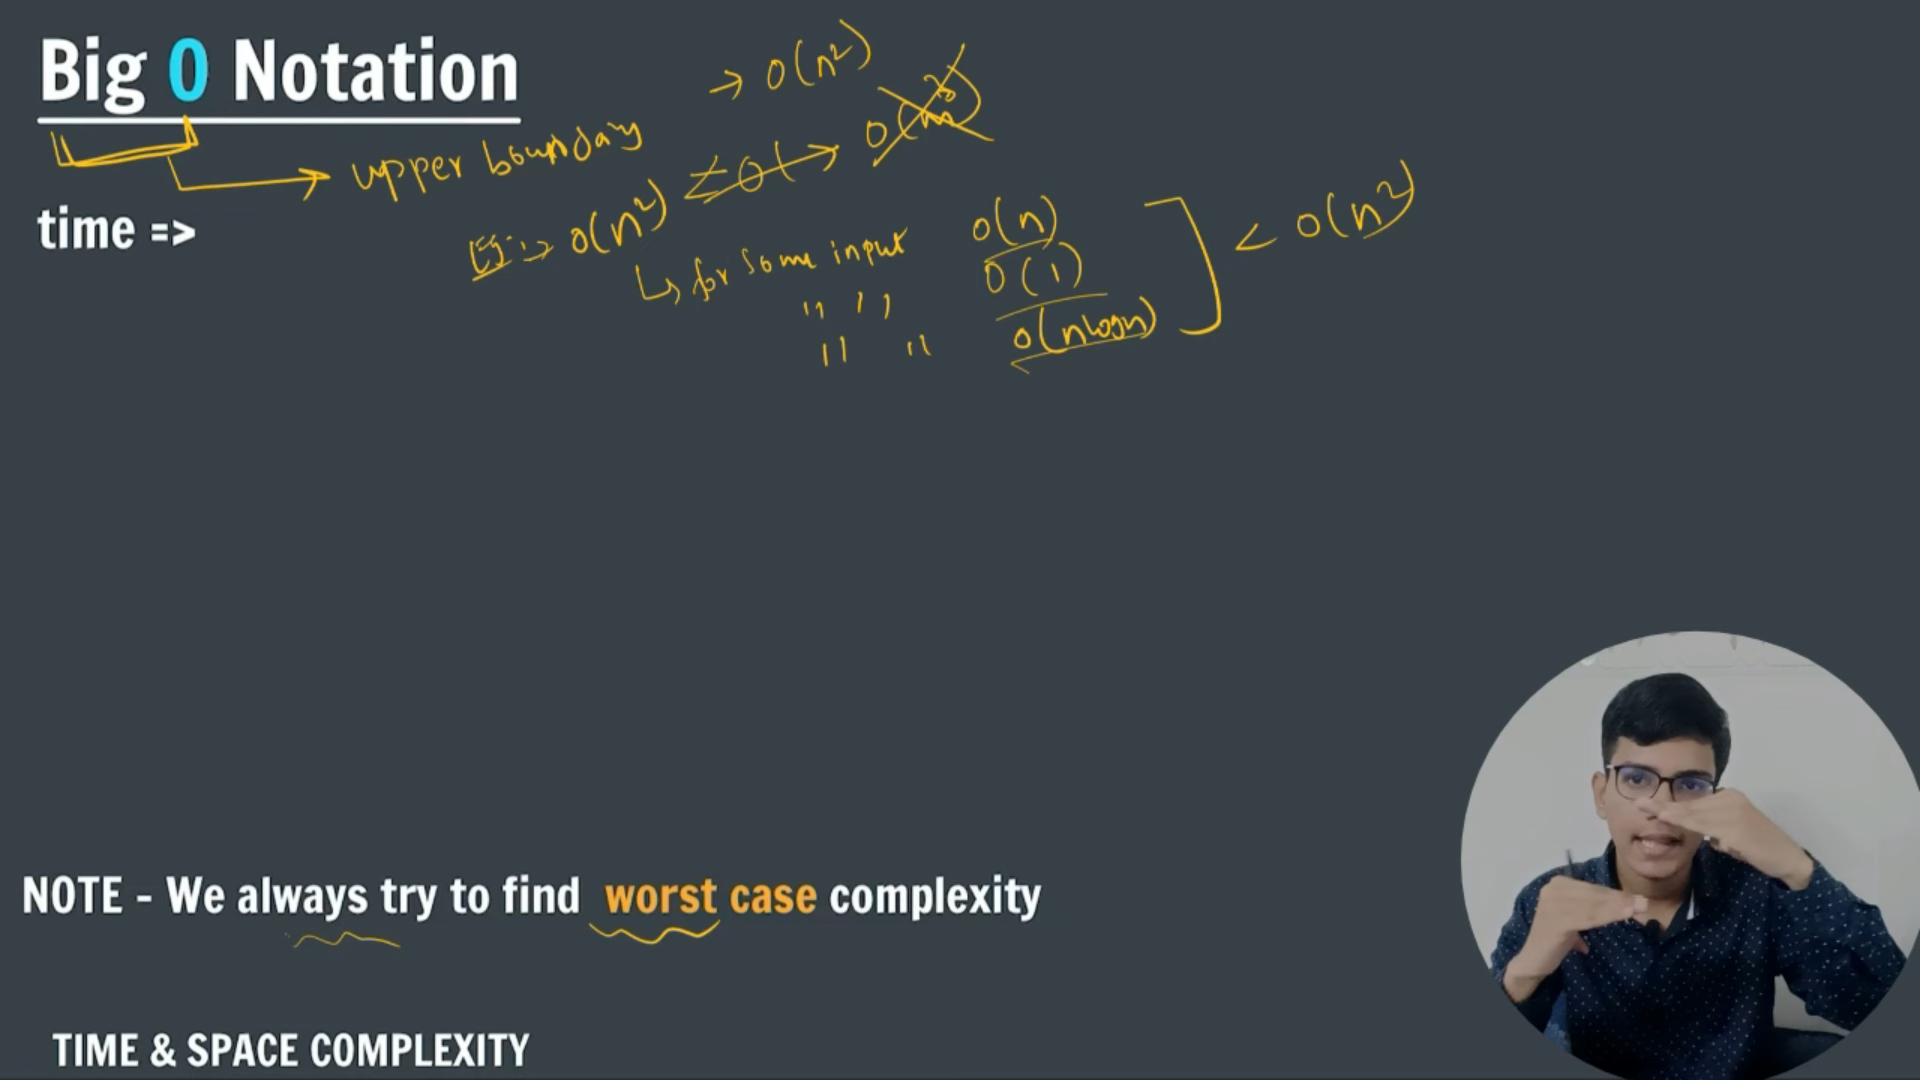 Big O Notation
→ O(n²)
O(n³)
→ upper boundary
≤ O( →
time =>
Eg:→ O(n²)
↳ for some input O(n)
" " O(1)
" " O(nlogn)
< O(n²)
NOTE - We always try to find worst case complexity
TIME & SPACE COMPLEXITY